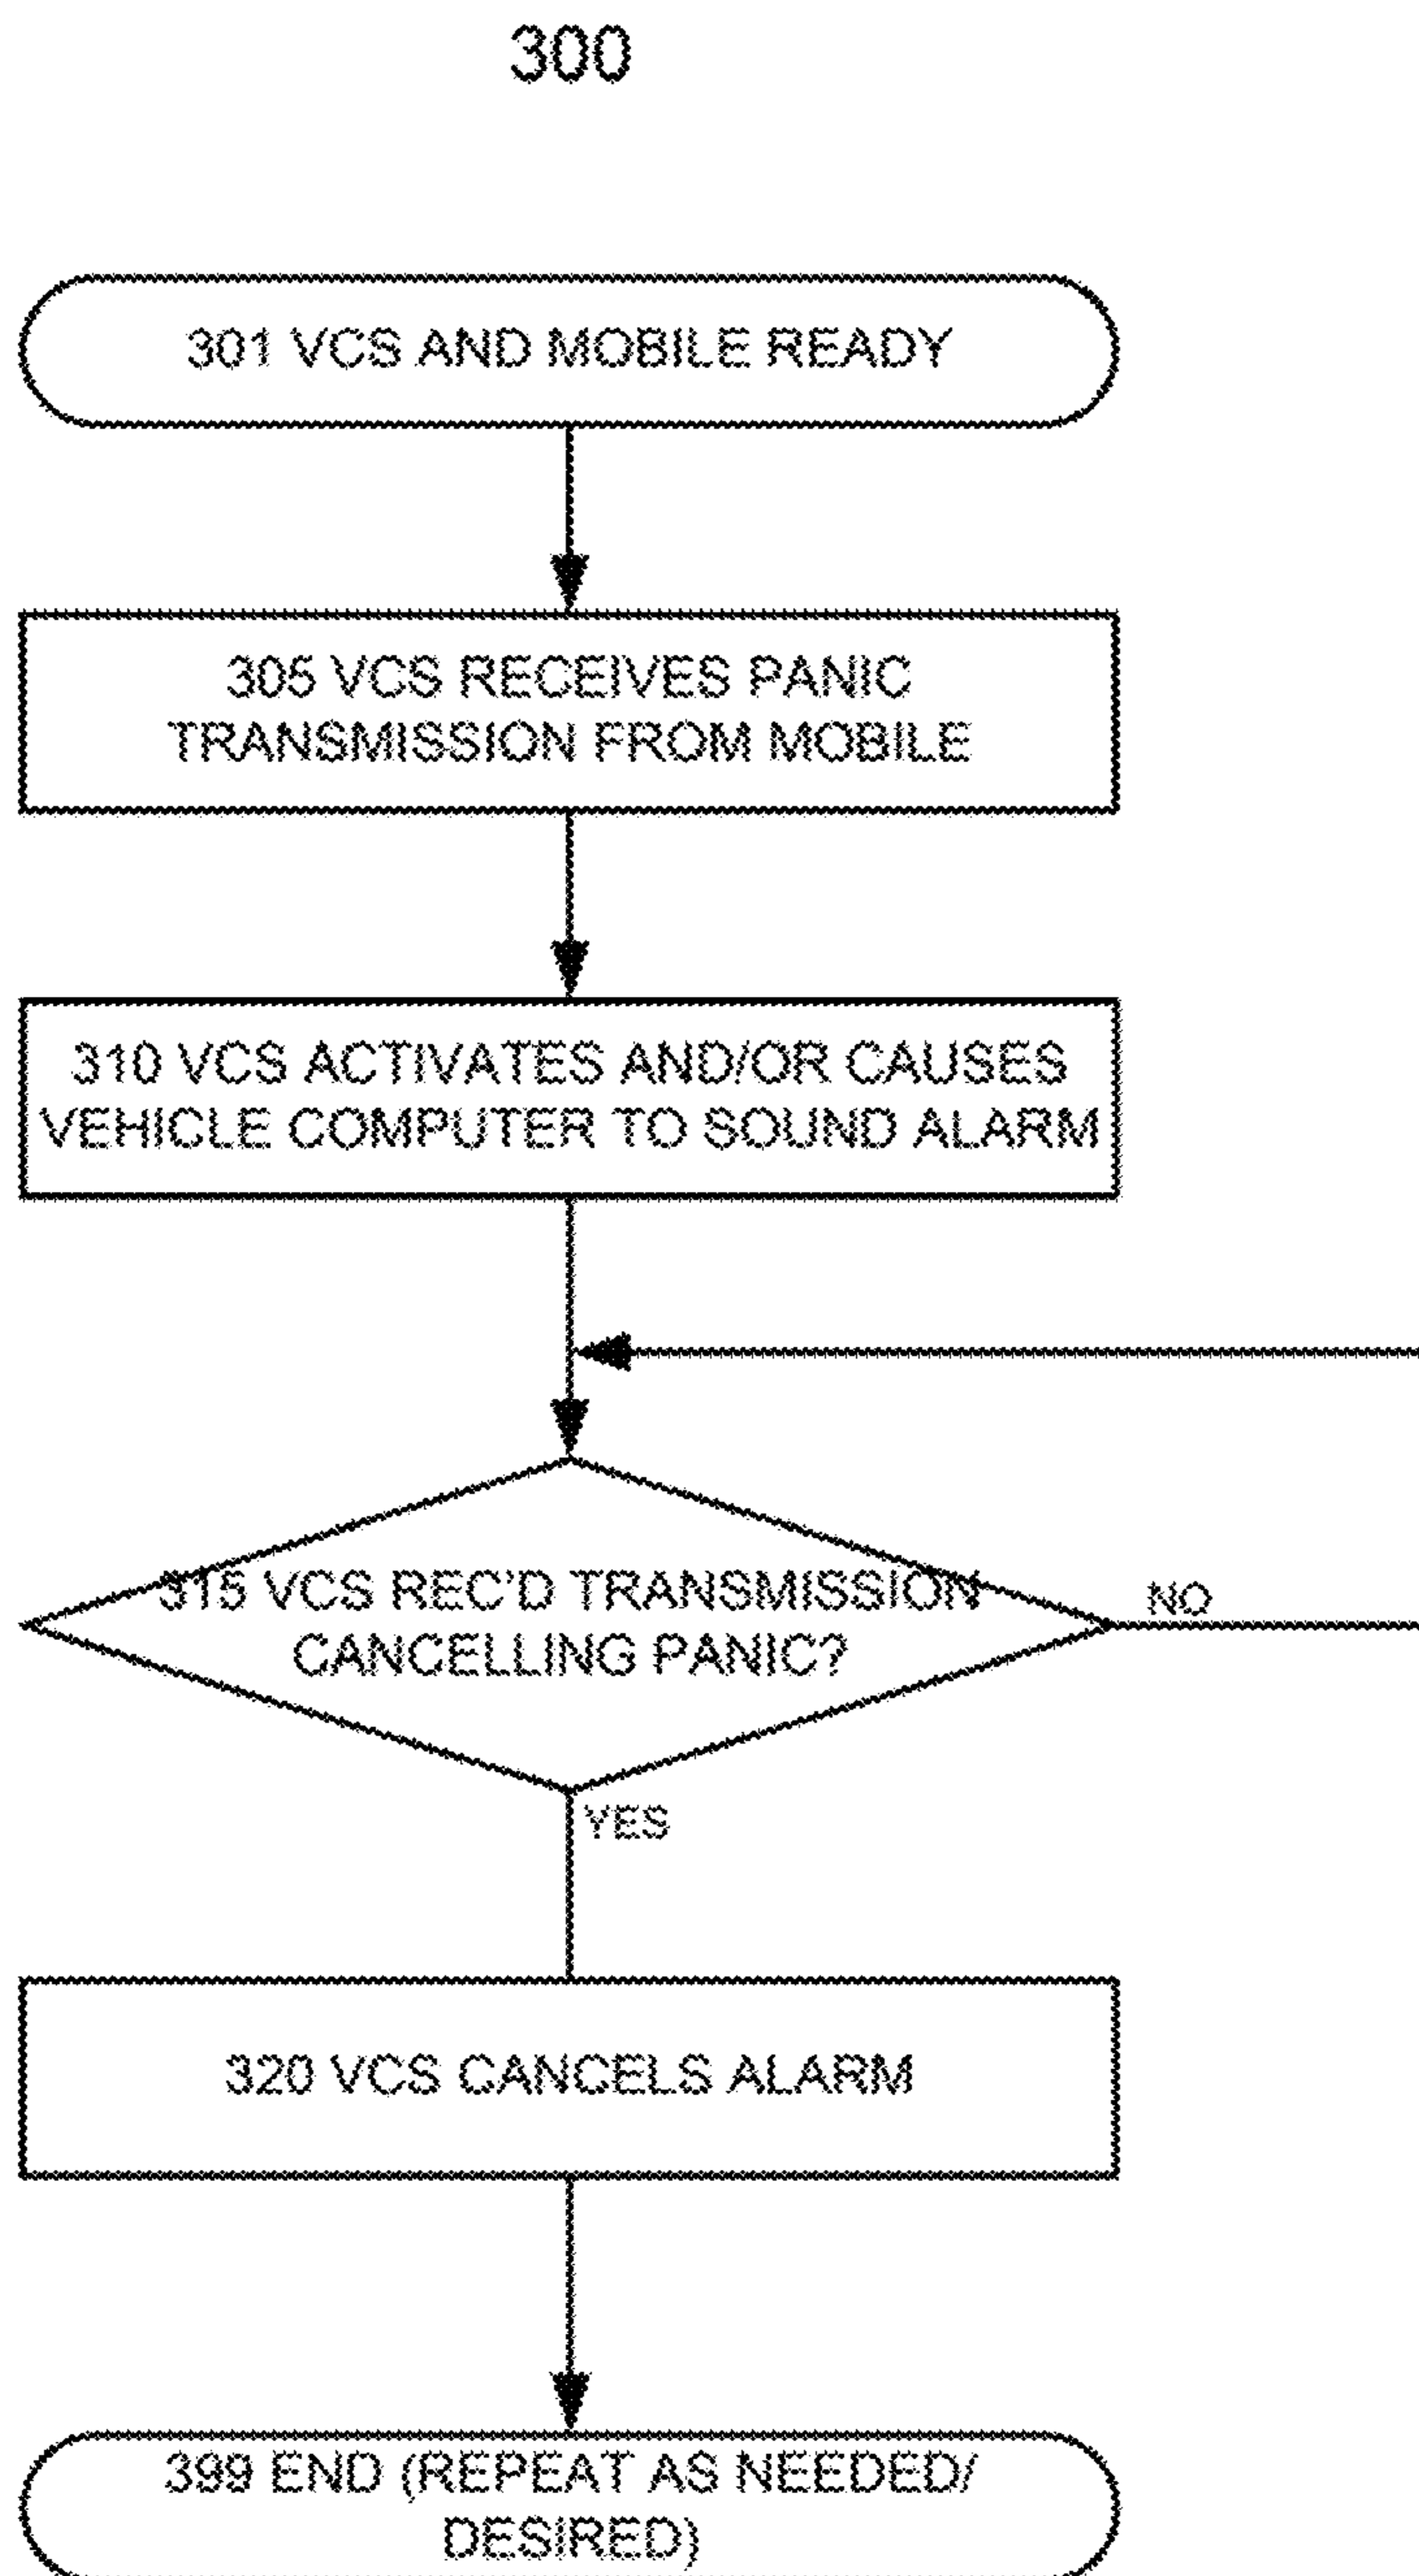 300
301 VCS AND MOBILE READY
305 VCS RECEIVES PANIC
TRANSMISSION FROM MOBILE
310 VCS ACTIVATES AND/OR CAUSES
VEHICLE COMPUTER TO SOUND ALARM
315 VCS REC’D TRANSMISSION
CANCELLING PANIC?
NO
YES
320 VCS CANCELS ALARM
399 END (REPEAT AS NEEDED/
DESIRED)